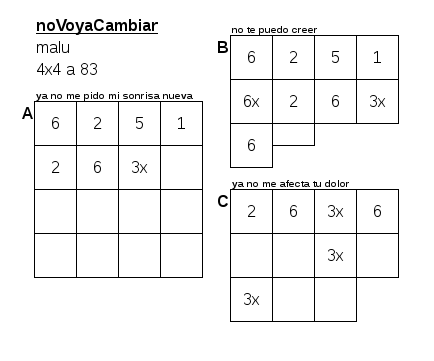 noVoyaCambiar
malu
4x4 a 83
ya no me pido mi sonrisa nueva
A
6 2 5 1
2 6 3x
no te puedo creer
B
6 2 5 1
6x 2 6 3x
6
ya no me afecta tu dolor
C
2 6 3x 6
3x
3x